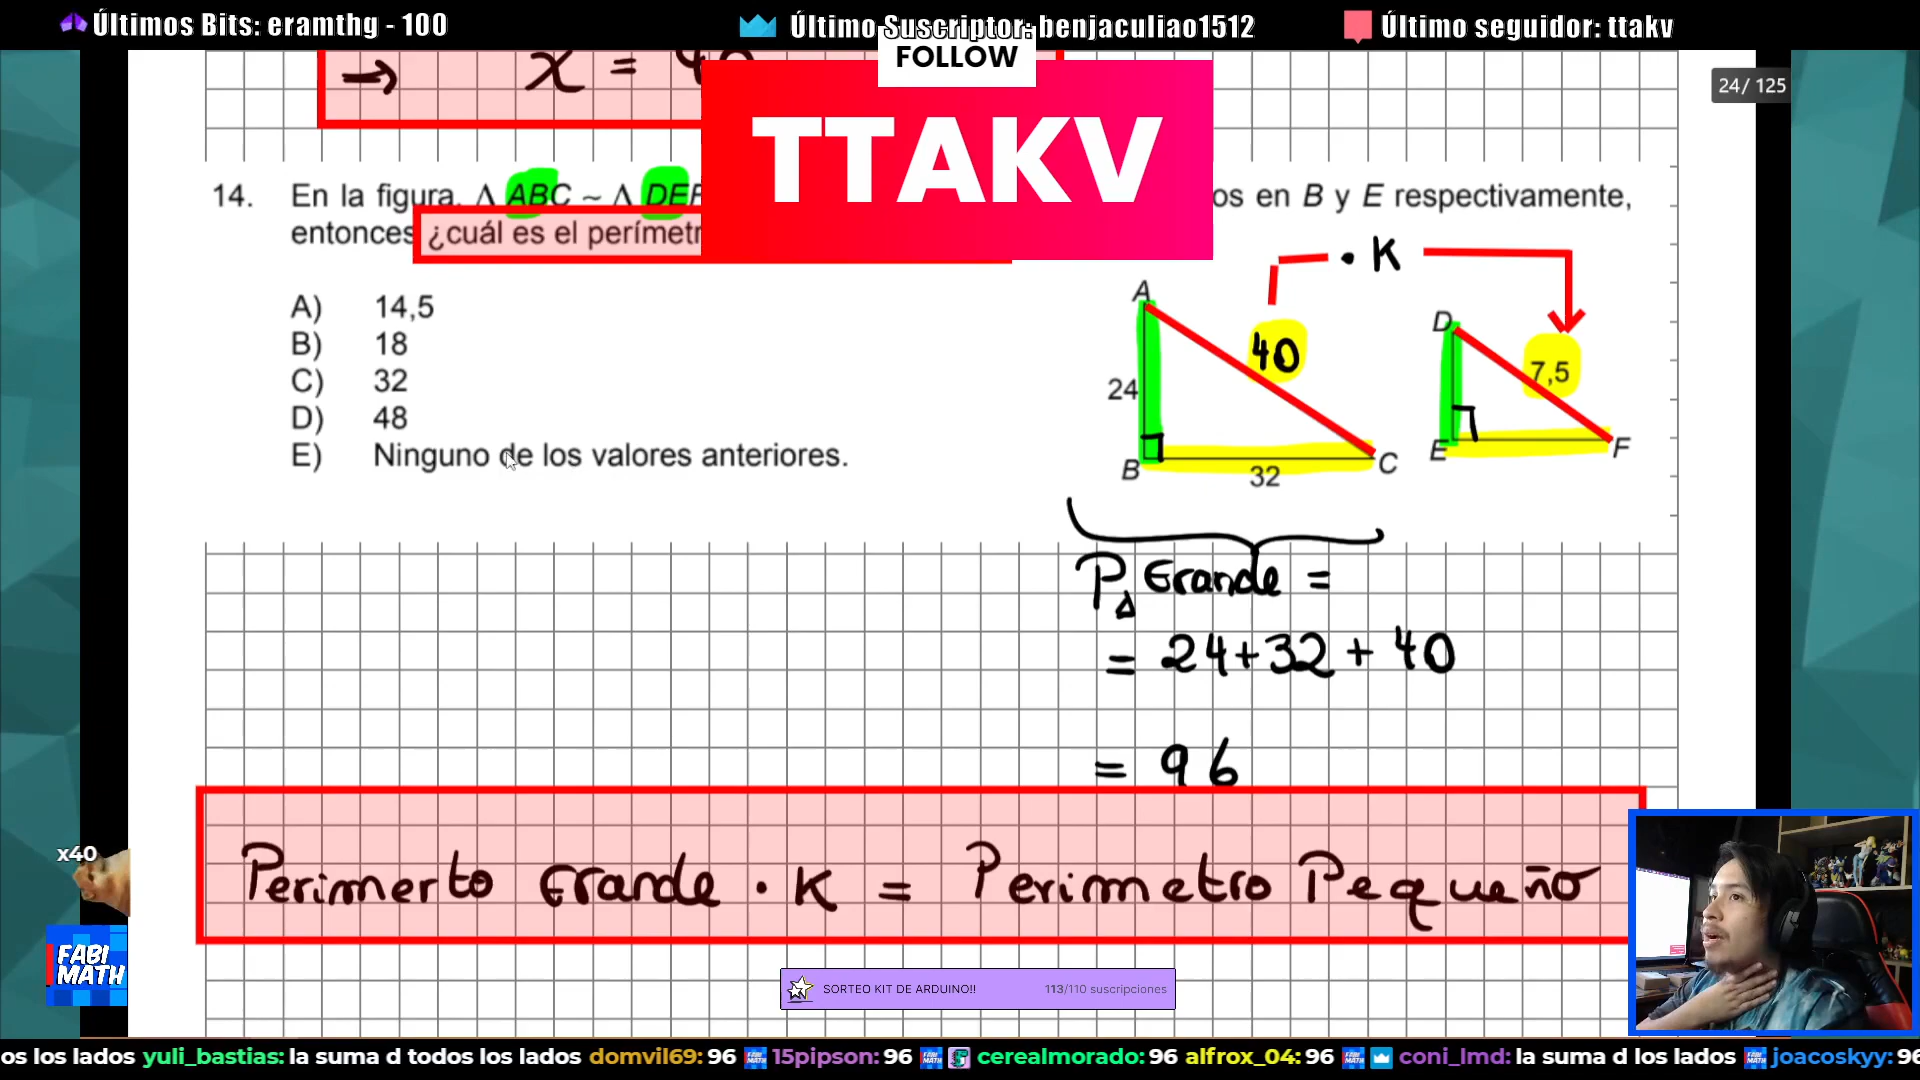 Últimos Bits: eramthg - 100
Último Suscriptor: benjaculiao1512
Último seguidor: ttakv
FOLLOW
TTAKV
24/ 125
→ x = 40
14. En la figura, Δ ABC ~ Δ DEF os en B y E respectivamente,
entonces ¿cuál es el perímetr
A) 14,5
B) 18
C) 32
D) 48
E) Ninguno de los valores anteriores.
• K
A
40
24
B
32
C
D
7,5
E
F
PΔ Grande =
= 24+32+40
= 96
Perimerto Grande • K = Perimetro Pequeño
x40
FABI
MATH
SORTEO KIT DE ARDUINO!! 113/110 suscripciones
os los lados yuli_bastias: la suma d todos los lados domvil69: 96 15pipson: 96 cerealmorado: 96 alfrox_04: 96 coni_lmd: la suma d los lados joacoskyy: 96